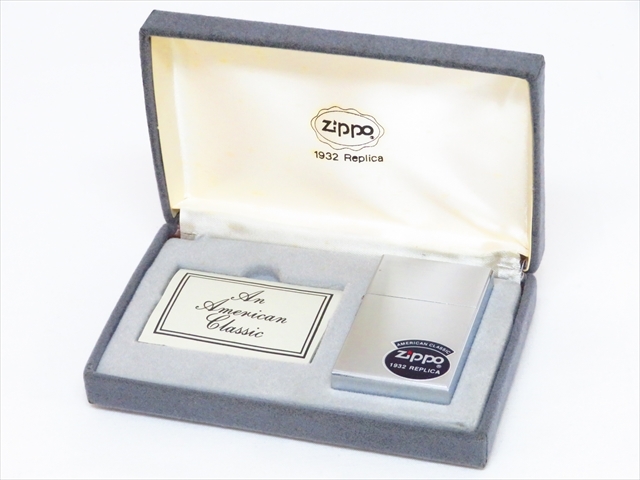 Zippo
1932 Replica
An
American
Classic
AMERICAN CLASSIC
Zippo
1932 REPLICA